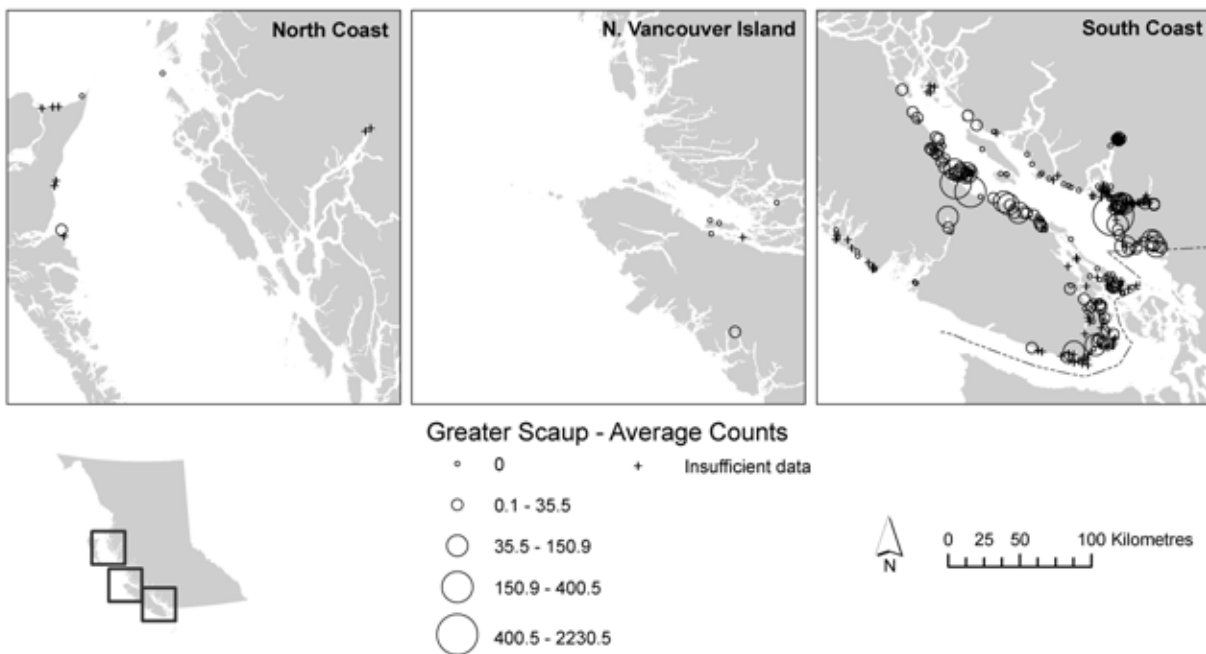 North Coast
N. Vancouver Island
South Coast
Greater Scaup - Average Counts
0
Insufficient data
0.1 - 35.5
35.5 - 150.9
150.9 - 400.5
400.5 - 2230.5
N
0 25 50 100 Kilometres